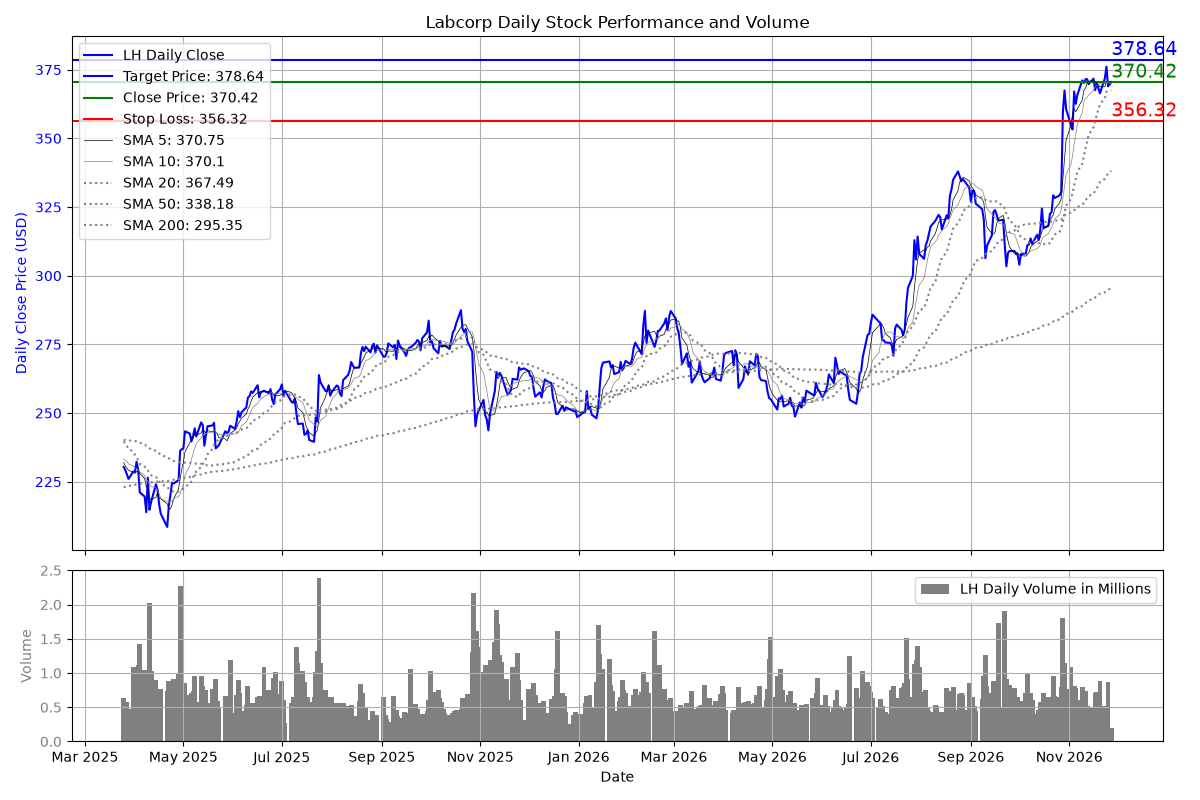 Labcorp Daily Stock Performance and Volume
LH Daily Close
Target Price: 378.64
Close Price: 370.42
Stop Loss: 356.32
SMA 5: 370.75
SMA 10: 370.1
SMA 20: 367.49
SMA 50: 338.18
SMA 200: 295.35
378.64
370.42
356.32
375
350
325
300
275
250
225
Daily Close Price (USD)
LH Daily Volume in Millions
2.5
2.0
1.5
1.0
0.5
0.0
Volume
Mar 2025 May 2025 Jul 2025 Sep 2025 Nov 2025 Jan 2026 Mar 2026 May 2026 Jul 2026 Sep 2026 Nov 2026
Date